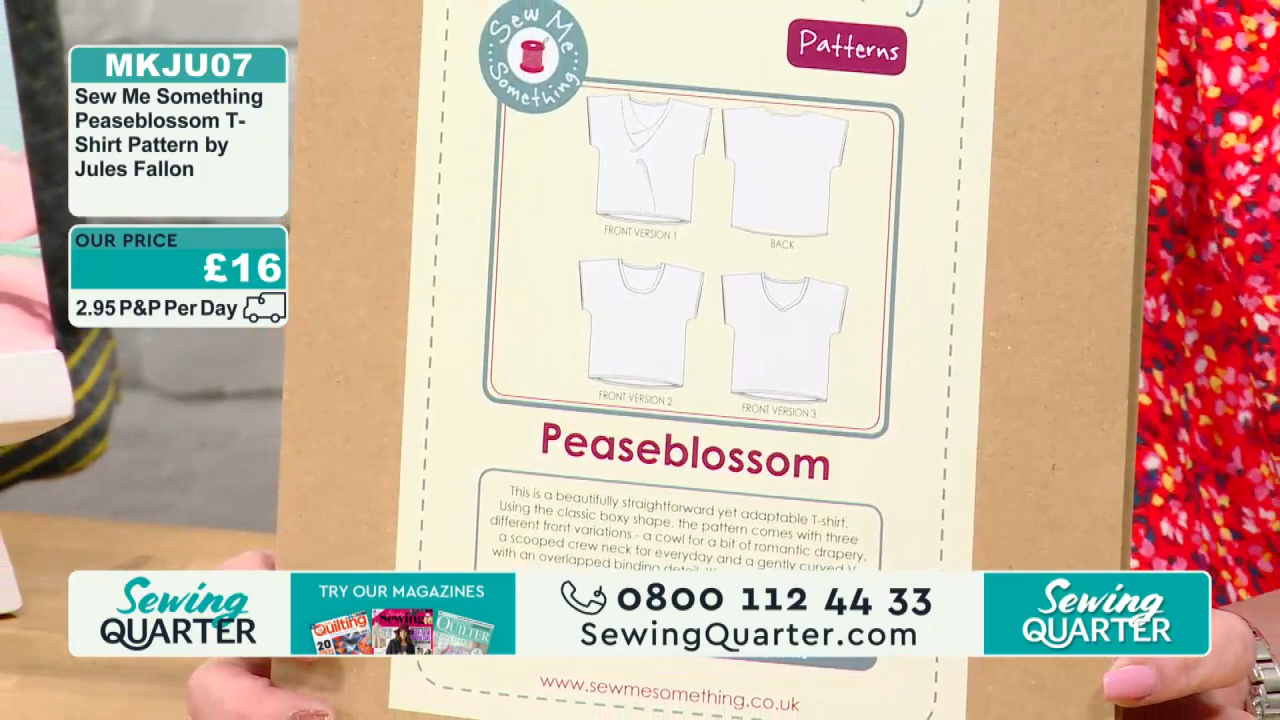 MKJU07
Sew Me Something
Peaseblossom T-
Shirt Pattern by
Jules Fallon
OUR PRICE
£16
2.95 P&P Per Day
Sew Me
Something
Patterns
FRONT VERSION 1
BACK
FRONT VERSION 2
FRONT VERSION 3
Peaseblossom
This is a beautifully straightforward yet adaptable T-shirt.
Using the classic boxy shape, the pattern comes with three
different front variations - a cowl for a bit of romantic drapery,
a scooped crew neck for everyday and a gently curved V
with an overlapped binding detail.
Sewing
QUARTER
TRY OUR MAGAZINES
Quilting
20
Sewing
QUILTER
0800 112 44 33
SewingQuarter.com
Sewing
QUARTER
www.sewmesomething.co.uk